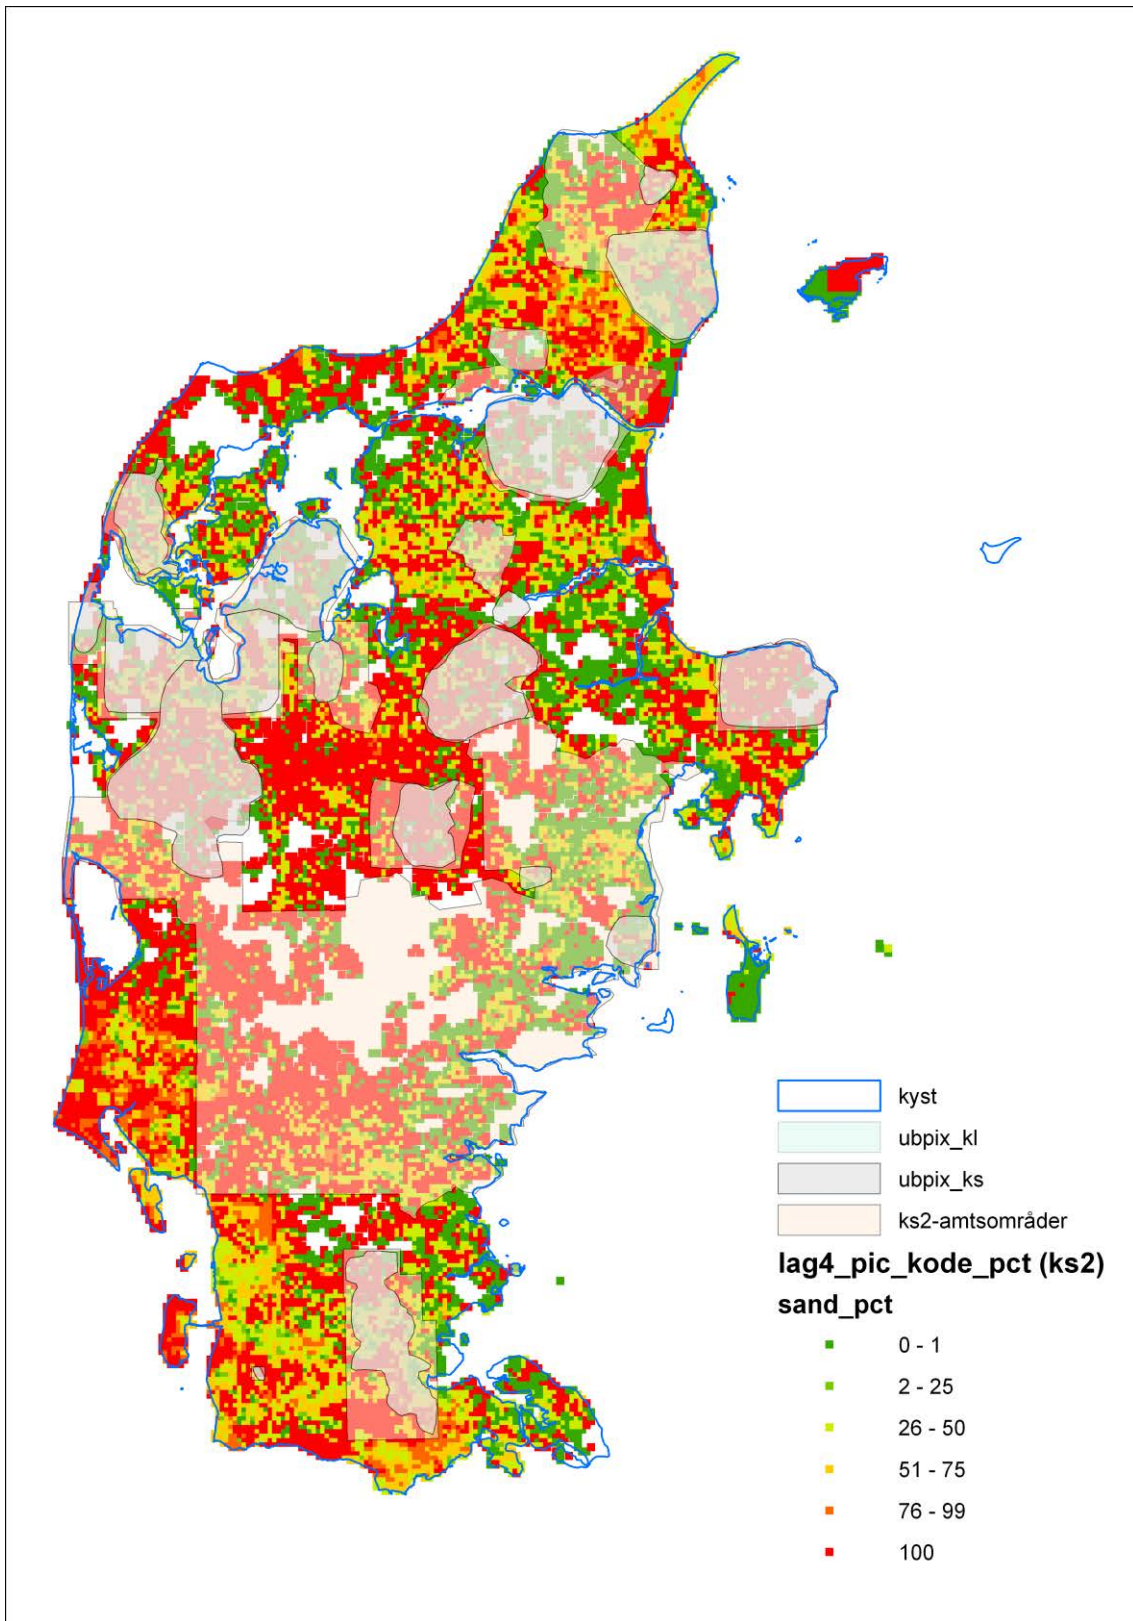 kyst
ubpix_kl
ubpix_ks
ks2-amtsområder
lag4_pic_kode_pct (ks2)
sand_pct
0 - 1
2 - 25
26 - 50
51 - 75
76 - 99
100